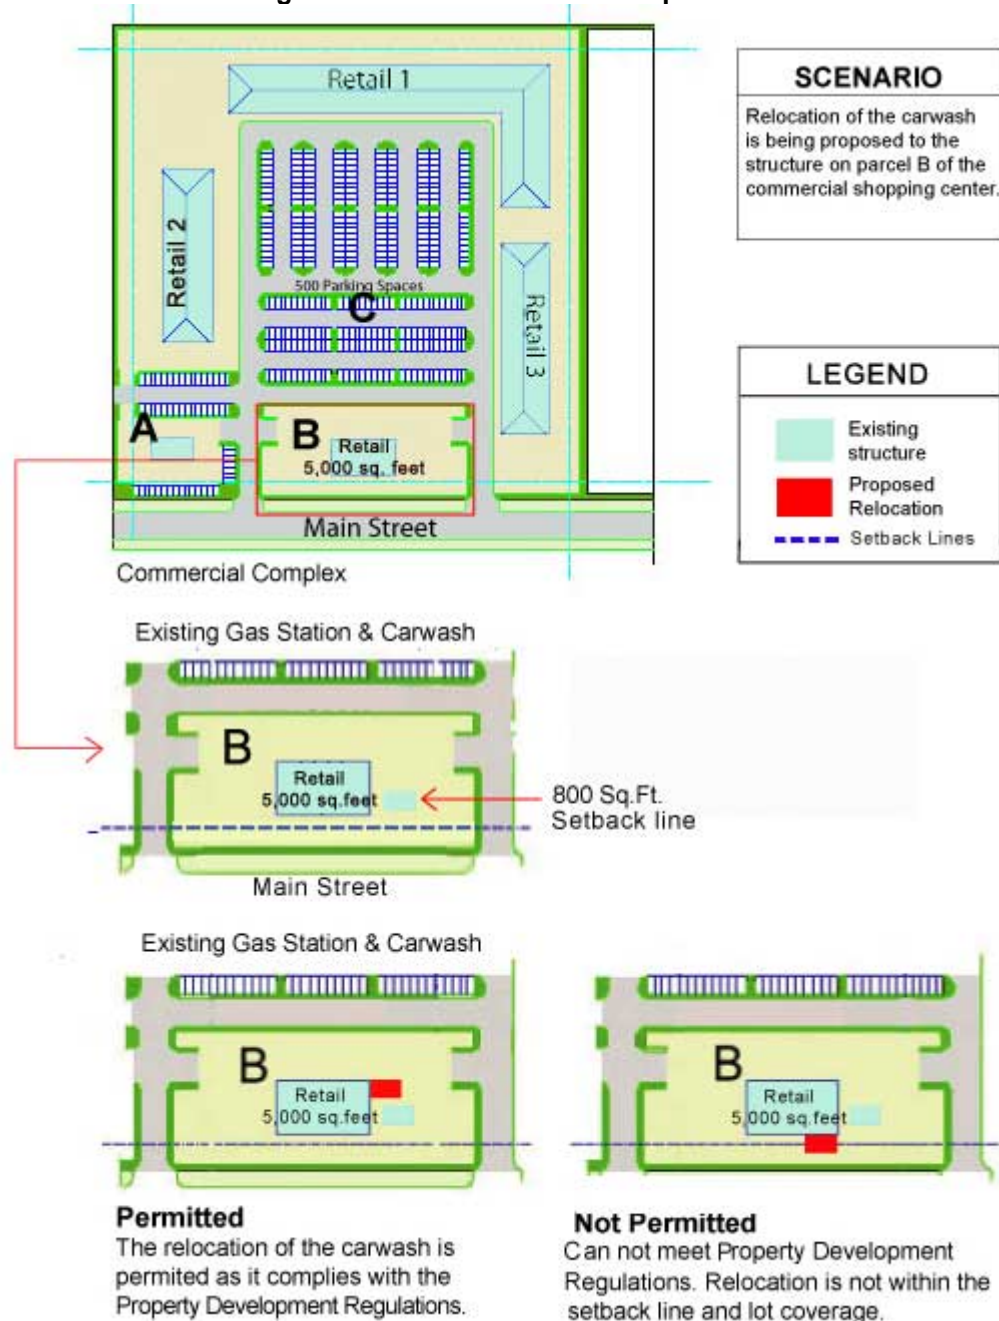 Retail 1
SCENARIO
Relocation of the carwash
is being proposed to the
structure on parcel B of the
commercial shopping center.
Retail 2
500 Parking Spaces
C
Retail 3
LEGEND
Existing
structure
Proposed
Relocation
Setback Lines
A
B
Retail
5,000 sq. feet
Main Street
Commercial Complex
Existing Gas Station & Carwash
B
Retail
5,000 sq.feet
800 Sq.Ft.
Setback line
Main Street
Existing Gas Station & Carwash
B
Retail
5,000 sq.feet
B
Retail
5,000 sq.feet
Permitted
The relocation of the carwash is
permited as it complies with the
Property Development Regulations.
Not Permitted
Can not meet Property Development
Regulations. Relocation is not within the
setback line and lot coverage.